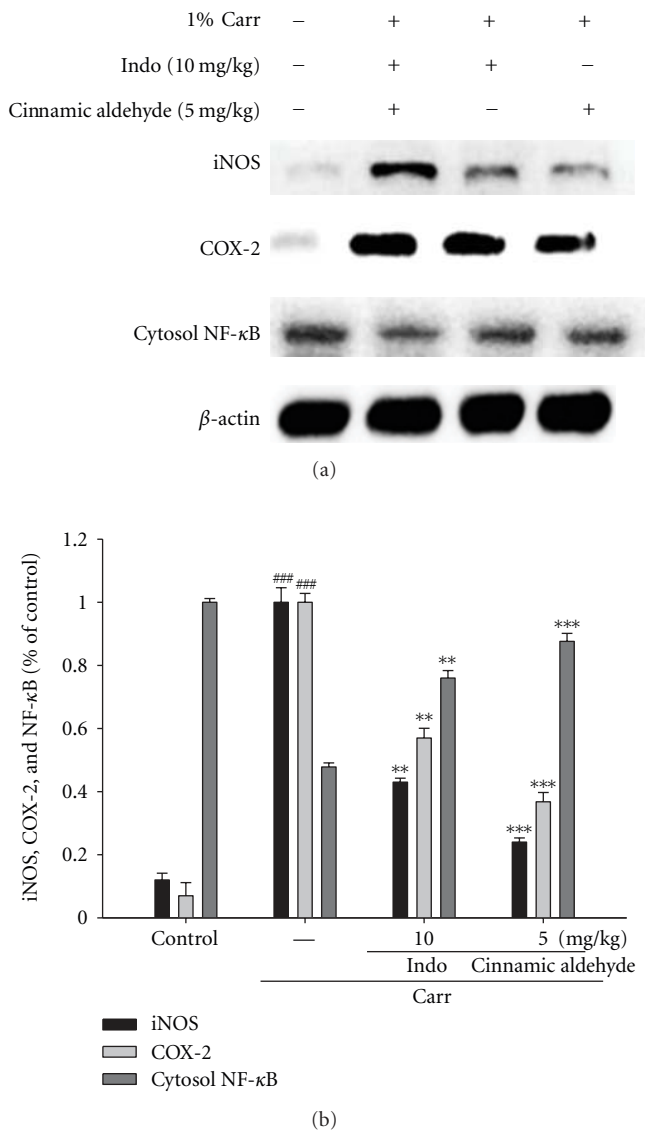 1% Carr − + + +
Indo (10 mg/kg) − + + −
Cinnamic aldehyde (5 mg/kg) − + − +
iNOS
COX-2
Cytosol NF-κB
β-actin
(a)
iNOS, COX-2, and NF-κB (% of control)
1.2
1
0.8
0.6
0.4
0.2
0
### ###
** ** **
*** *** ***
Control — 10 5 (mg/kg)
Indo Cinnamic aldehyde
Carr
iNOS
COX-2
Cytosol NF-κB
(b)